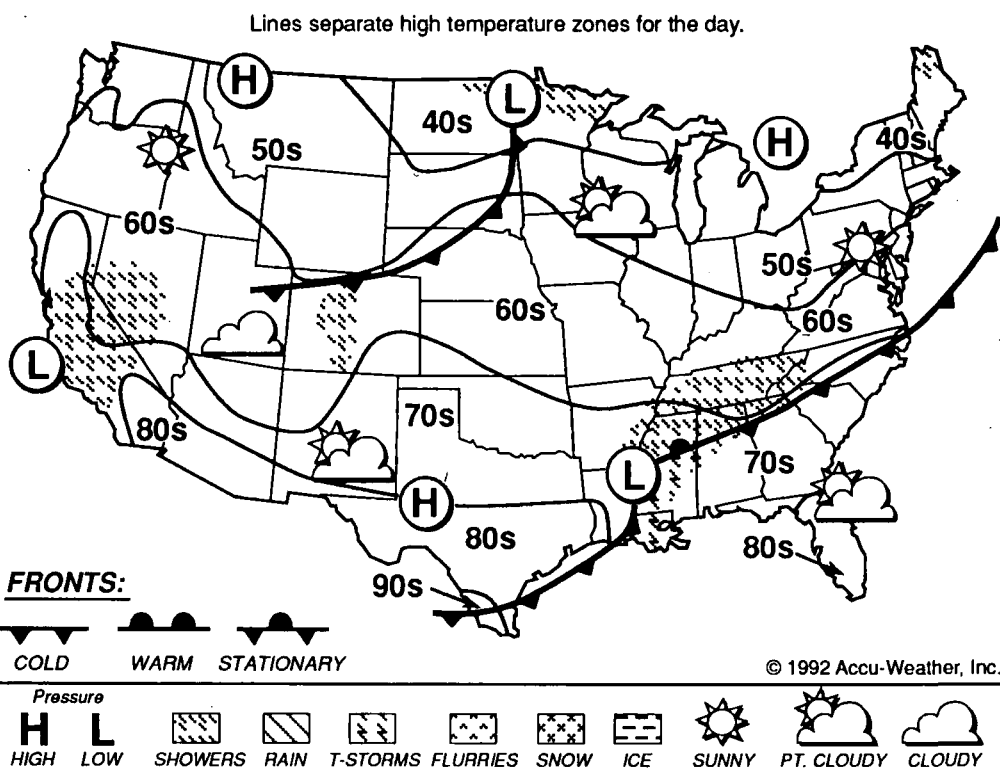 Lines separate high temperature zones for the day.
H
L
40s
50s
H
40s
60s
50s
60s
60s
L
70s
80s
L
70s
H
80s
80s
90s
FRONTS:
COLD WARM STATIONARY
© 1992 Accu-Weather, Inc.
Pressure
H L
HIGH LOW SHOWERS RAIN T-STORMS FLURRIES SNOW ICE SUNNY PT. CLOUDY CLOUDY